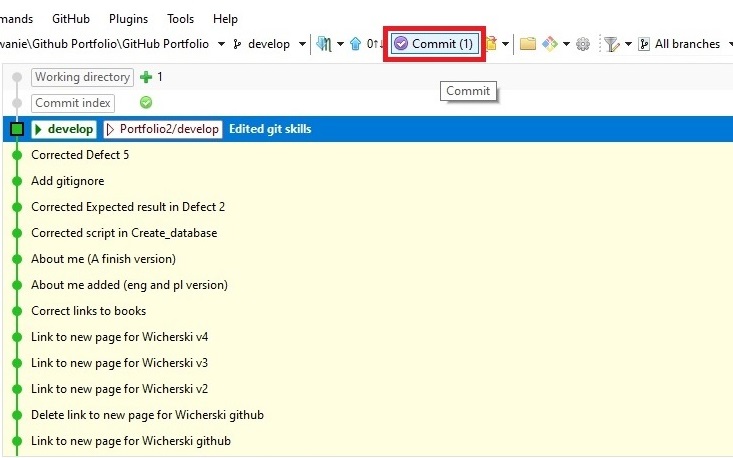 mands GitHub Plugins Tools Help
wanie\Github Portfolio\GitHub Portfolio develop 0 Commit (1) All branches
Working directory 1
Commit
Commit index
develop Portfolio2/develop Edited git skills
Corrected Defect 5
Add gitignore
Corrected Expected result in Defect 2
Corrected script in Create_database
About me (A finish version)
About me added (eng and pl version)
Correct links to books
Link to new page for Wicherski v4
Link to new page for Wicherski v3
Link to new page for Wicherski v2
Delete link to new page for Wicherski github
Link to new page for Wicherski github